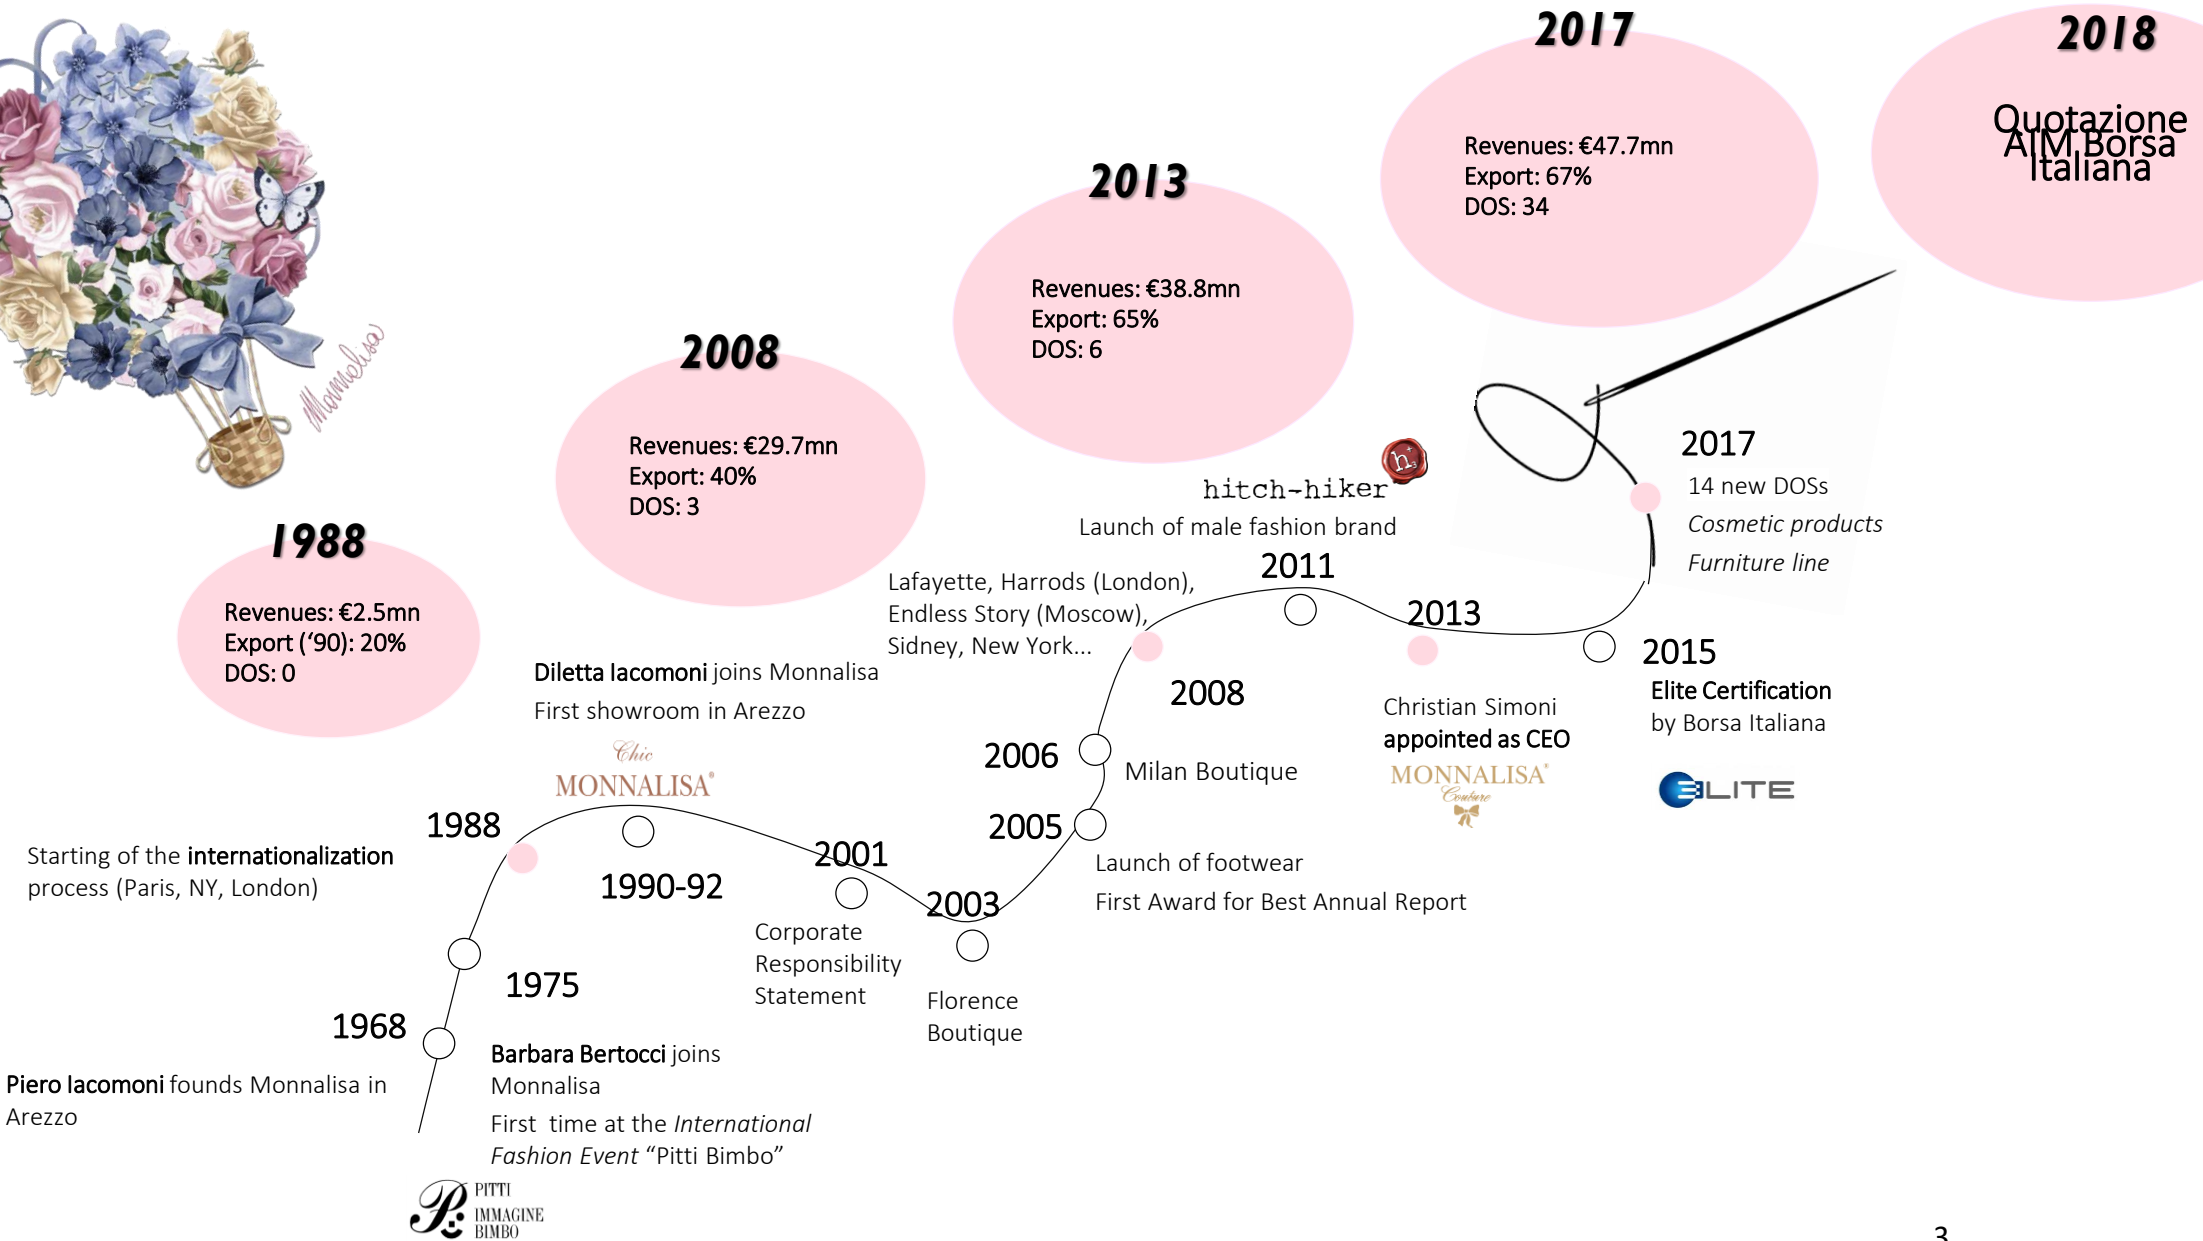 2017
2018
Quotazione
AIM Borsa
Italiana
Revenues: €47.7mn
Export: 67%
DOS: 34
2013
Revenues: €38.8mn
Export: 65%
DOS: 6
Monnalisa
2008
Revenues: €29.7mn
Export: 40%
DOS: 3
1988
Revenues: €2.5mn
Export (‘90): 20%
DOS: 0
2017
14 new DOSs
Cosmetic products
Furniture line
h
hitch-hiker
Launch of male fashion brand
2011
Lafayette, Harrods (London),
Endless Story (Moscow),
Sidney, New York...
2008
2013
Christian Simoni
appointed as CEO
MONNALISA®
Couture
2015
Elite Certification
by Borsa Italiana
ELITE
Diletta Iacomoni joins Monnalisa
First showroom in Arezzo
Chic
MONNALISA®
1990-92
2006
Milan Boutique
2005
Launch of footwear
First Award for Best Annual Report
1988
Starting of the internationalization
process (Paris, NY, London)
2001
Corporate
Responsibility
Statement
2003
Florence
Boutique
1975
Barbara Bertocci joins
Monnalisa
First  time at the International
Fashion Event “Pitti Bimbo”
1968
Piero Iacomoni founds Monnalisa in
Arezzo
PITTI
IMMAGINE
BIMBO
3